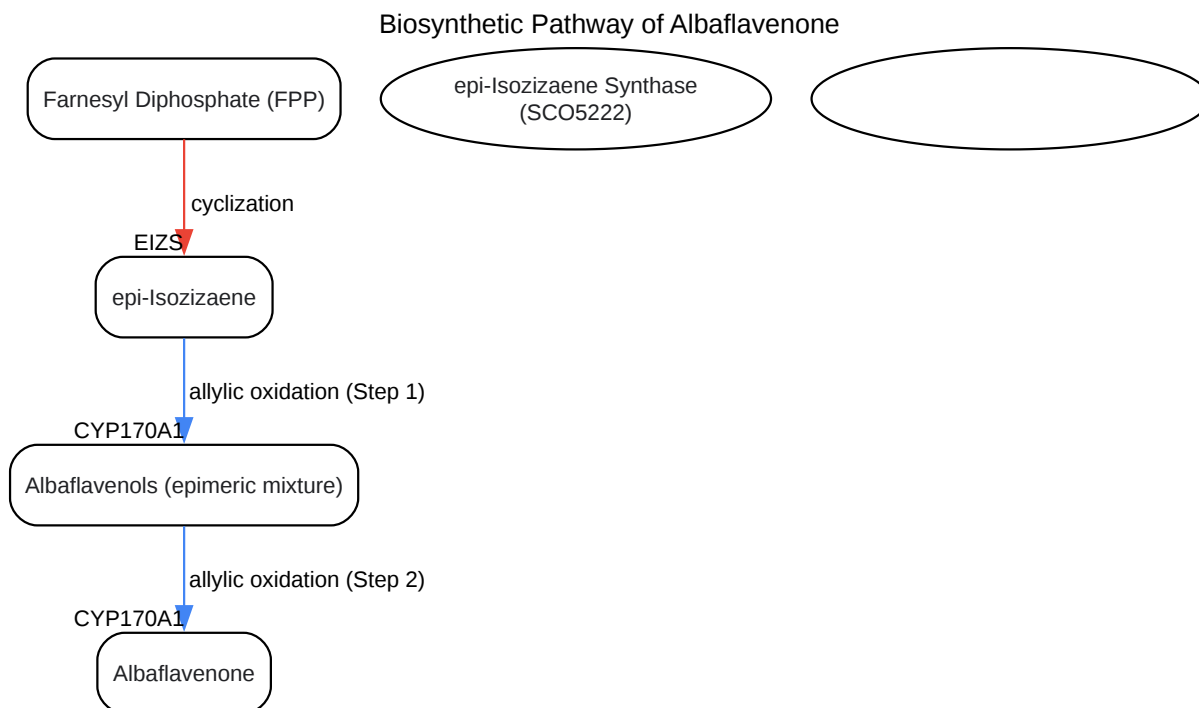 Biosynthetic Pathway of Albaflavenone
Farnesyl Diphosphate (FPP)
epi-Isozizaene Synthase
(SCO5222)
cyclization
EIZS
epi-Isozizaene
allylic oxidation (Step 1)
CYP170A1
Albaflavenols (epimeric mixture)
allylic oxidation (Step 2)
CYP170A1
Albaflavenone